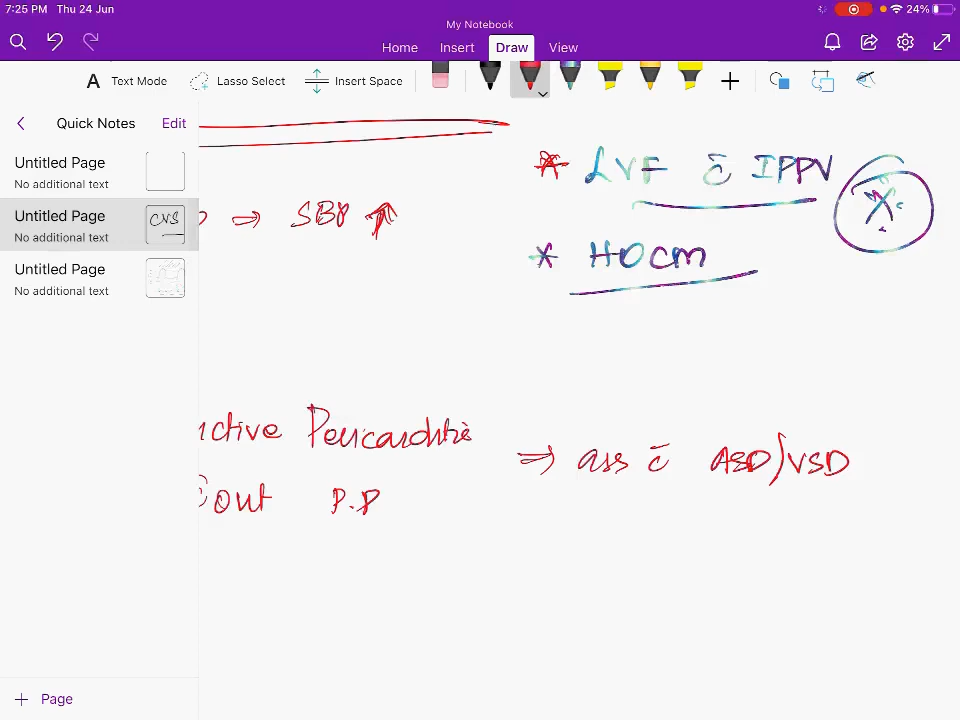 7:25 PM Thu 24 Jun 24%
My Notebook
Home Insert Draw View
A Text Mode Lasso Select Insert Space
Quick Notes Edit
Untitled Page
No additional text
Untitled Page
No additional text
CVS
Untitled Page
No additional text
+ Page
* LVF c̄ IPPV
⇒ SBP ↑
* HOCM
uctive Pericarditis
⇒ ass c̄ ASD/VSD
c̄out P.P